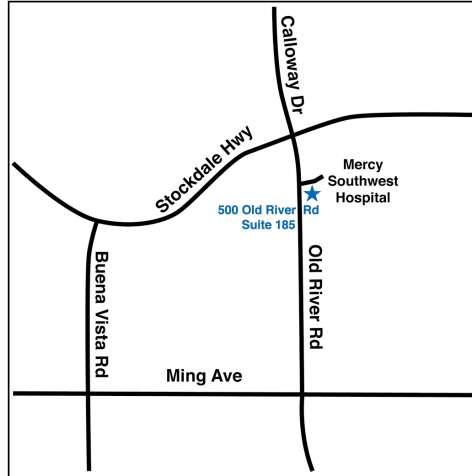 Calloway Dr
Stockdale Hwy
Mercy
Southwest
Hospital
500 Old River Rd
Suite 185
Buena Vista Rd
Old River Rd
Ming Ave